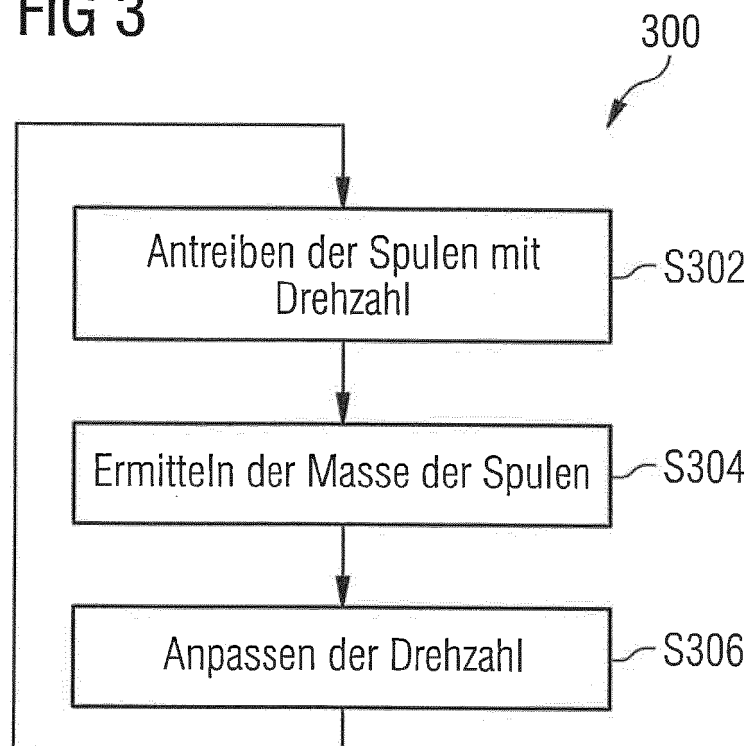 FIG 3
300
Antreiben der Spulen mit
Drehzahl
S302
Ermitteln der Masse der Spulen
S304
Anpassen der Drehzahl
S306